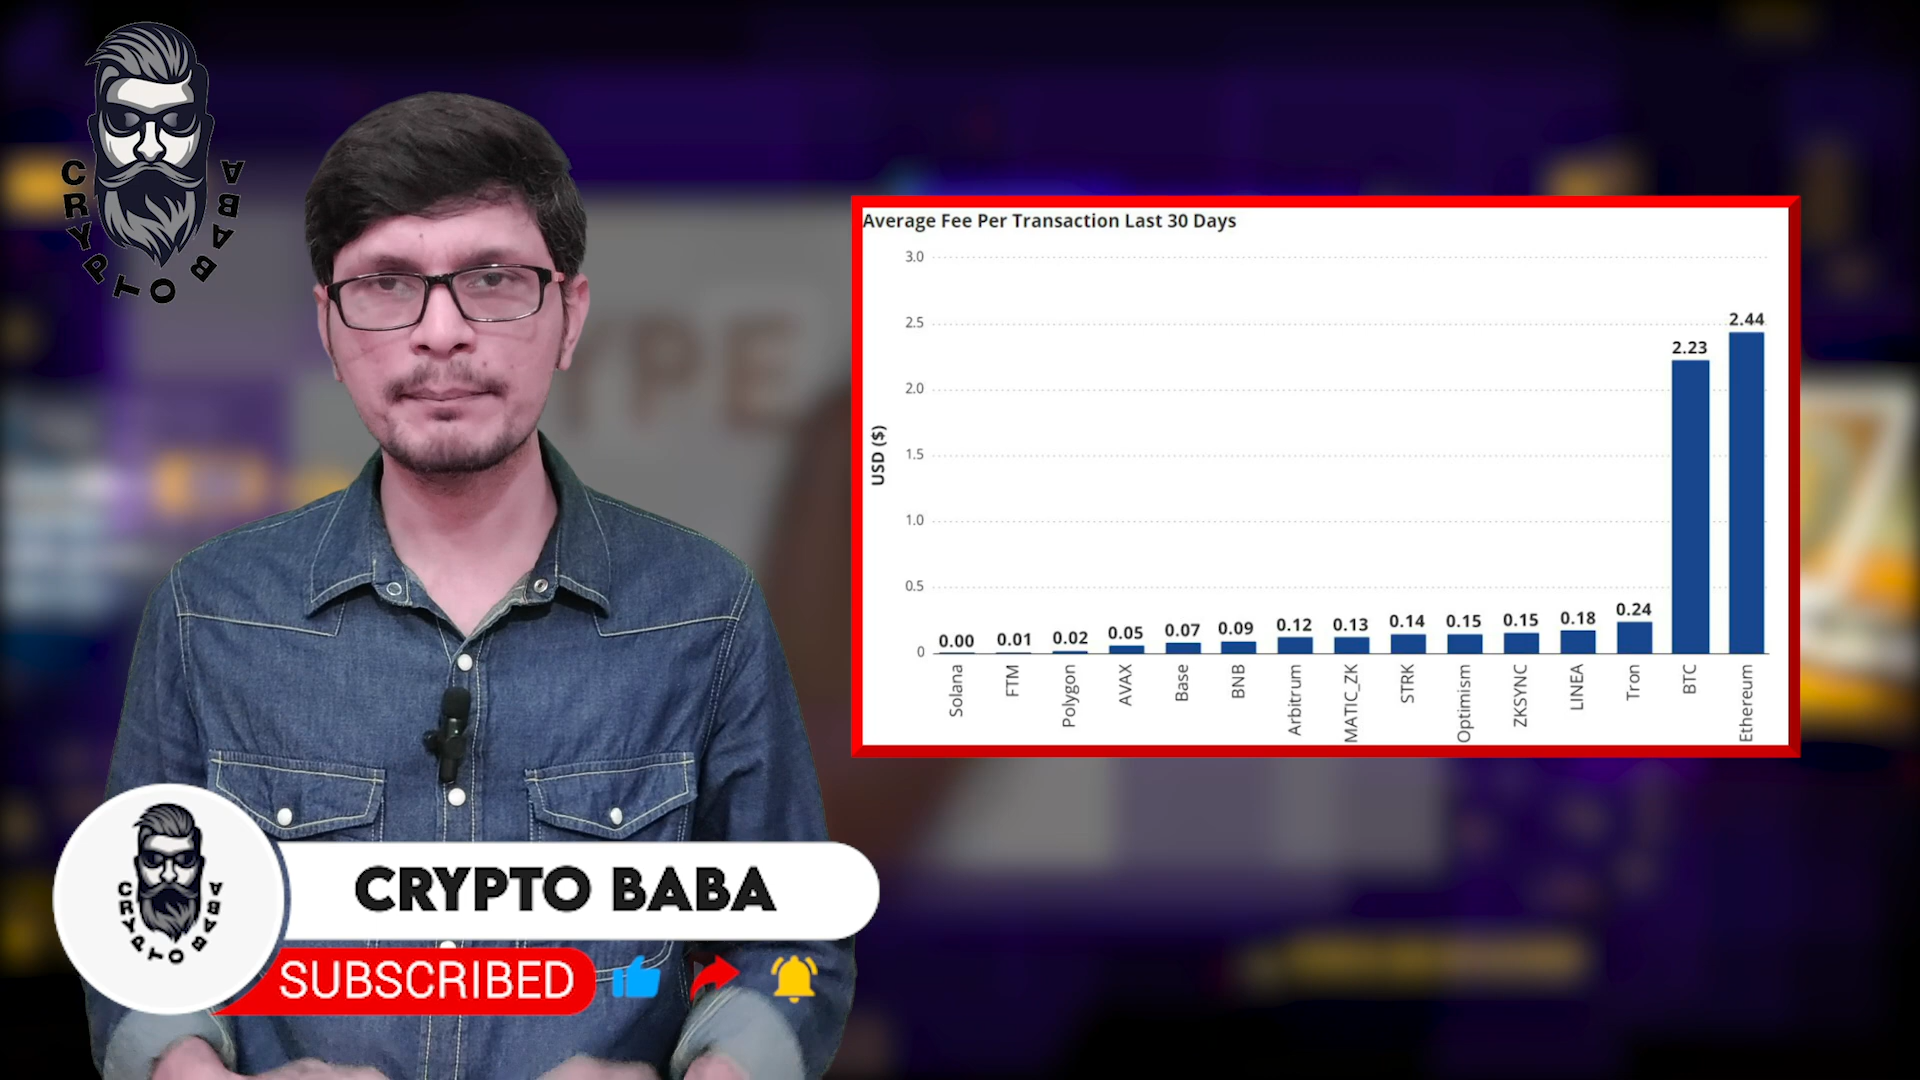 CRYPTO BABA
Average Fee Per Transaction Last 30 Days
USD ($)
3.0
2.5
2.0
1.5
1.0
0.5
0
0.00
0.01
0.02
0.05
0.07
0.09
0.12
0.13
0.14
0.15
0.15
0.18
0.24
2.23
2.44
Solana
FTM
Polygon
AVAX
Base
BNB
Arbitrum
MATIC_ZK
STRK
Optimism
ZKSYNC
LINEA
Tron
BTC
Ethereum
YPE
CRYPTO BABA
CRYPTO BABA
SUBSCRIBED